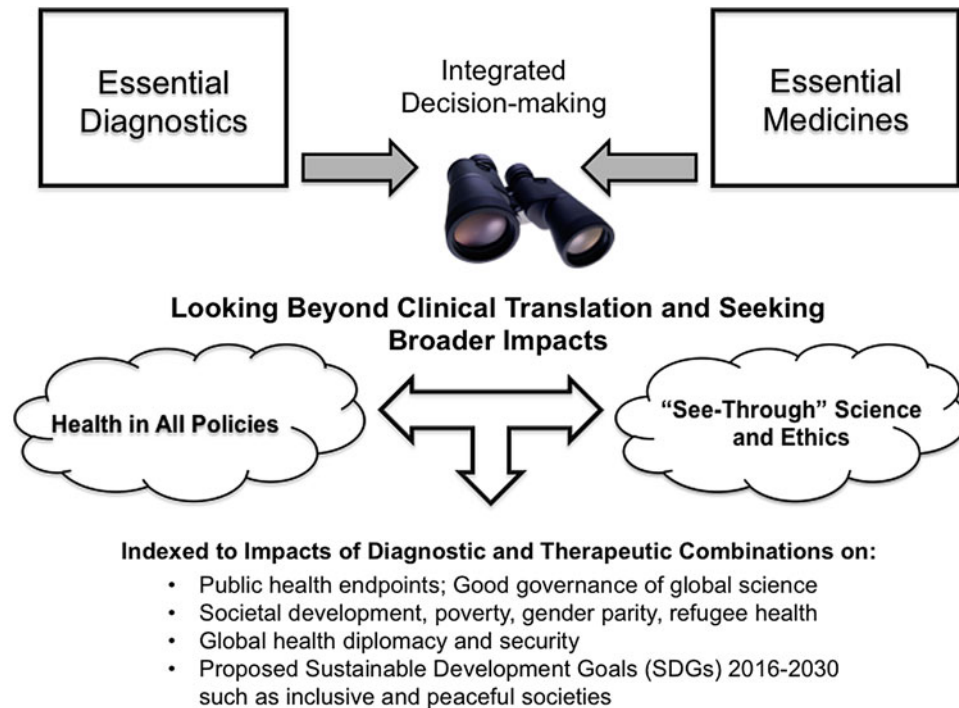 Essential
Diagnostics
Integrated
Decision-making
Essential
Medicines
Looking Beyond Clinical Translation and Seeking
Broader Impacts
Health in All Policies
“See-Through” Science
and Ethics
Indexed to Impacts of Diagnostic and Therapeutic Combinations on:
• Public health endpoints; Good governance of global science
• Societal development, poverty, gender parity, refugee health
• Global health diplomacy and security
• Proposed Sustainable Development Goals (SDGs) 2016-2030
such as inclusive and peaceful societies